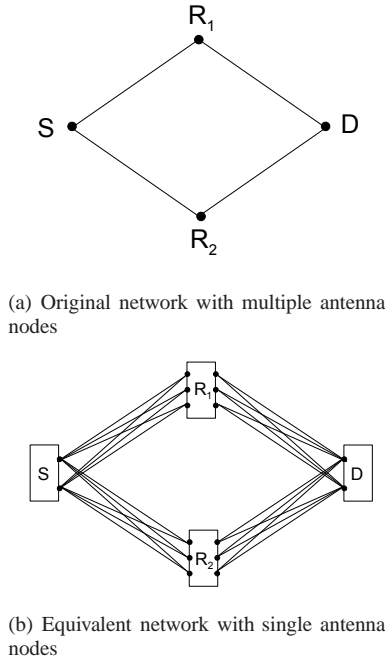 R1
S
D
R2
(a) Original network with multiple antenna
nodes
R1
S
D
R2
(b) Equivalent network with single antenna
nodes